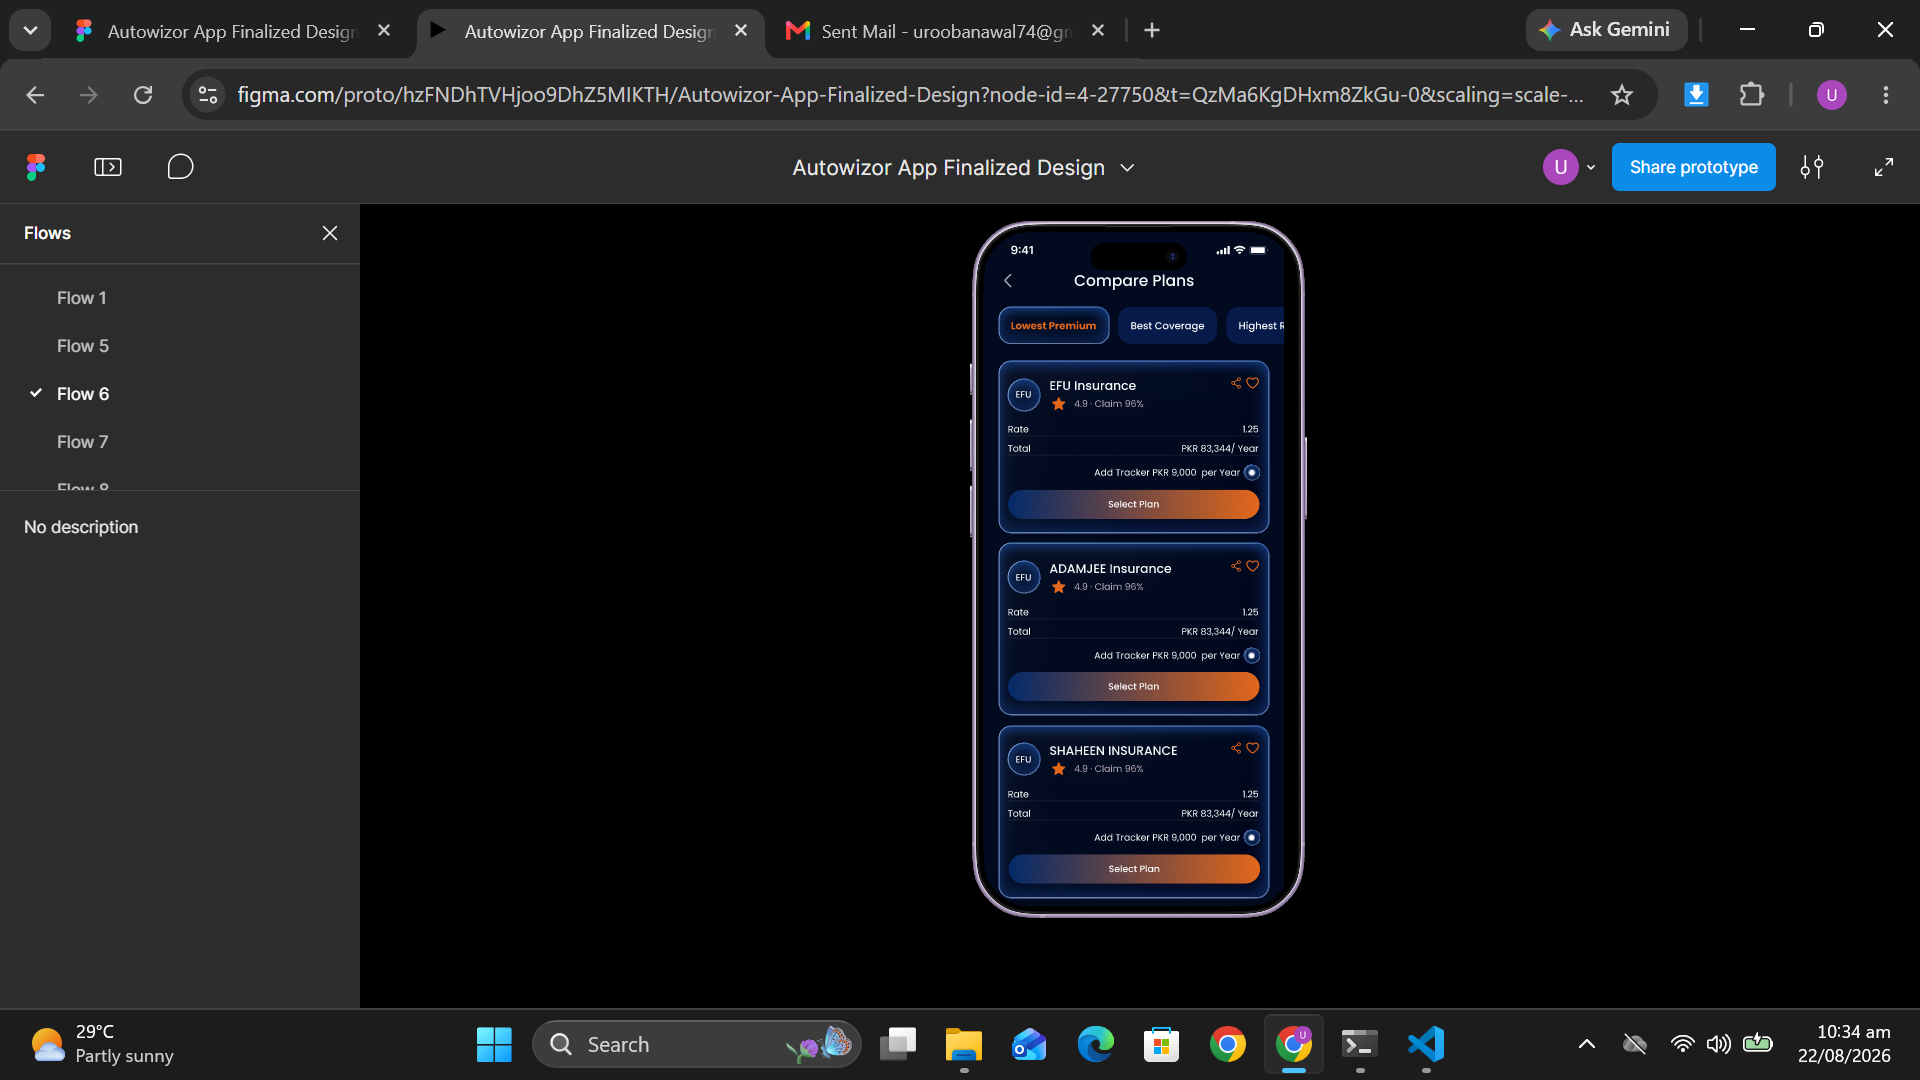 Autowizor App Finalized Design
Autowizor App Finalized Design
Sent Mail - uroobanawal74@gm
Ask Gemini
figma.com/proto/hzFNDhTVHjoo9DhZ5MIKTH/Autowizor-App-Finalized-Design?node-id=4-27750&t=QzMa6KgDHxm8ZkGu-0&scaling=scale-...
U
Autowizor App Finalized Design
U
Share prototype
Flows
Flow 1
Flow 5
Flow 6
Flow 7
Flow 8
No description
9:41
Compare Plans
Lowest Premium
Best Coverage
Highest R
EFU
EFU Insurance
4.9 · Claim 96%
Rate 1.25
Total PKR 83,344/ Year
Add Tracker PKR 9,000 per Year
Select Plan
EFU
ADAMJEE Insurance
4.9 · Claim 96%
Rate 1.25
Total PKR 83,344/ Year
Add Tracker PKR 9,000 per Year
Select Plan
EFU
SHAHEEN INSURANCE
4.9 · Claim 96%
Rate 1.25
Total PKR 83,344/ Year
Add Tracker PKR 9,000 per Year
Select Plan
29°C
Partly sunny
Search
10:34 am
22/08/2026